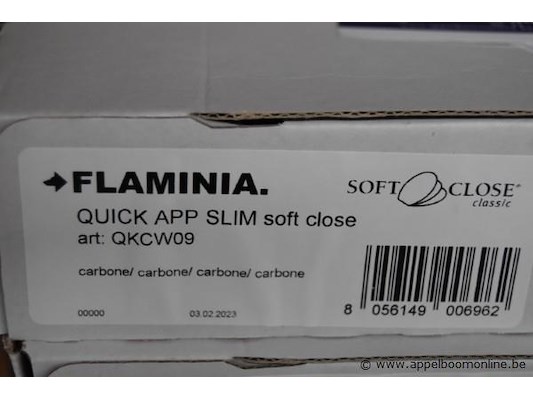 FLAMINIA.
SOFT CLOSE®
classic
QUICK APP SLIM soft close
art: QKCW09
carbone/ carbone/ carbone/ carbone
00000 03.02.2023
8 056149 006962
© www.appelboomonline.be